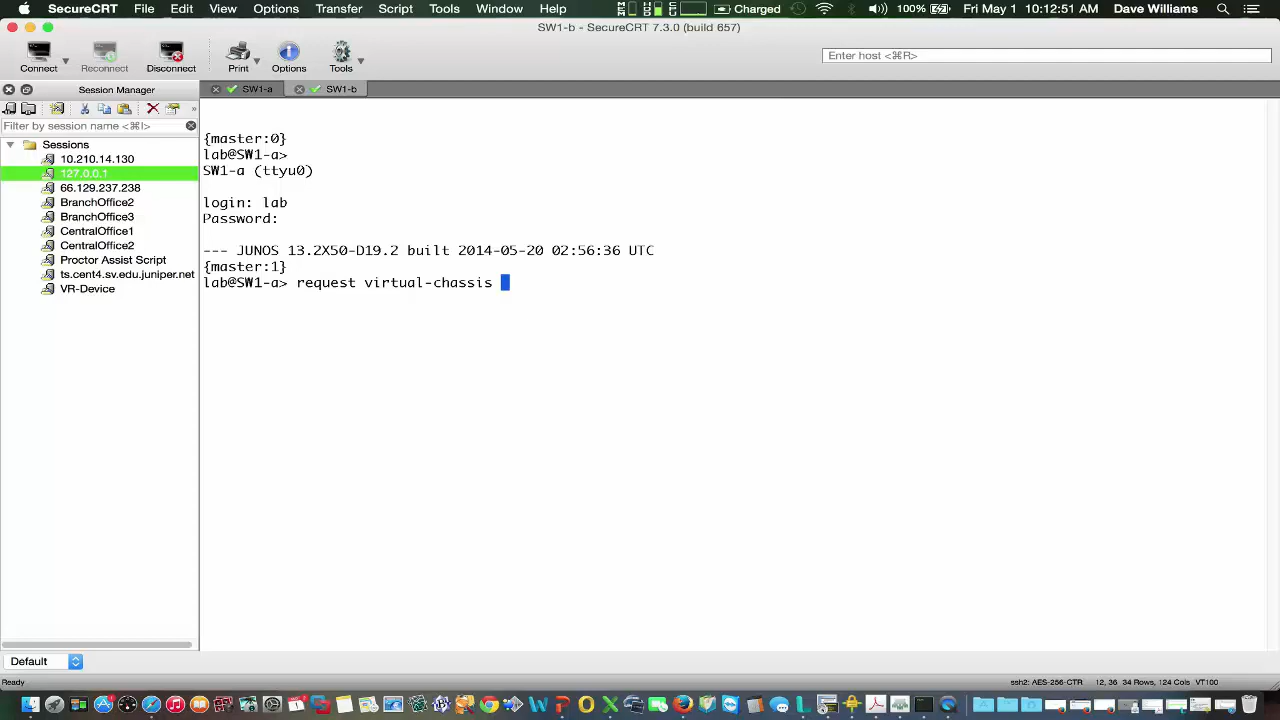 SecureCRT File Edit View Options Transfer Script Tools Window Help Charged 100% Fri May 1 10:12:51 AM Dave Williams
SW1-b - SecureCRT 7.3.0 (build 657)
Connect Reconnect Disconnect Print Options Tools
Enter host <⌘R>
Session Manager
SW1-a SW1-b
Filter by session name <⌘I>
Sessions
10.210.14.130
127.0.0.1
66.129.237.238
BranchOffice2
BranchOffice3
CentralOffice1
CentralOffice2
Proctor Assist Script
ts.cent4.sv.edu.juniper.net
VR-Device
{master:0}
lab@SW1-a>
SW1-a (ttyu0)
login: lab
Password:
--- JUNOS 13.2X50-D19.2 built 2014-05-20 02:56:36 UTC
{master:1}
lab@SW1-a> request virtual-chassis
Default
Ready
ssh2: AES-256-CTR 12, 36 34 Rows, 124 Cols VT100